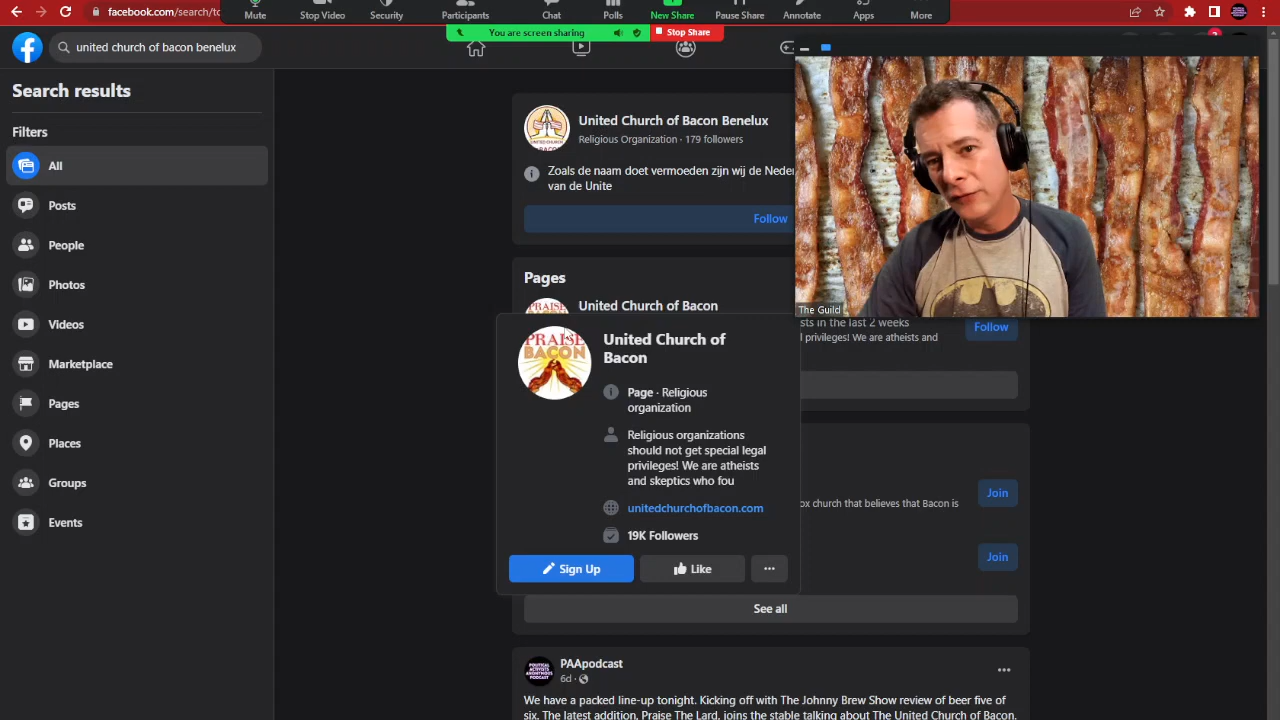 facebook.com/search/to
Mute
Stop Video
Security
Participants
Chat
Polls
New Share
Pause Share
Annotate
Apps
More
You are screen sharing
Stop Share
united church of bacon benelux
Search results
Filters
All
Posts
People
Photos
Videos
Marketplace
Pages
Places
Groups
Events
United Church of Bacon Benelux
Religious Organization · 179 followers
Zoals de naam doet vermoeden zijn wij de Neder
van de Unite
Follow
Pages
United Church of Bacon
The Guild
sts in the last 2 weeks
l privileges! We are atheists and
Follow
PRAISE
BACON
United Church of
Bacon
Page · Religious
organization
Religious organizations
should not get special legal
privileges! We are atheists
and skeptics who fou
unitedchurchofbacon.com
19K Followers
Sign Up
Like
Join
ox church that believes that Bacon is
Join
See all
PAApodcast
6d ·
We have a packed line-up tonight. Kicking off with The Johnny Brew Show review of beer five of
six. The latest addition, Praise The Lard, joins the stable talking about The United Church of Bacon.